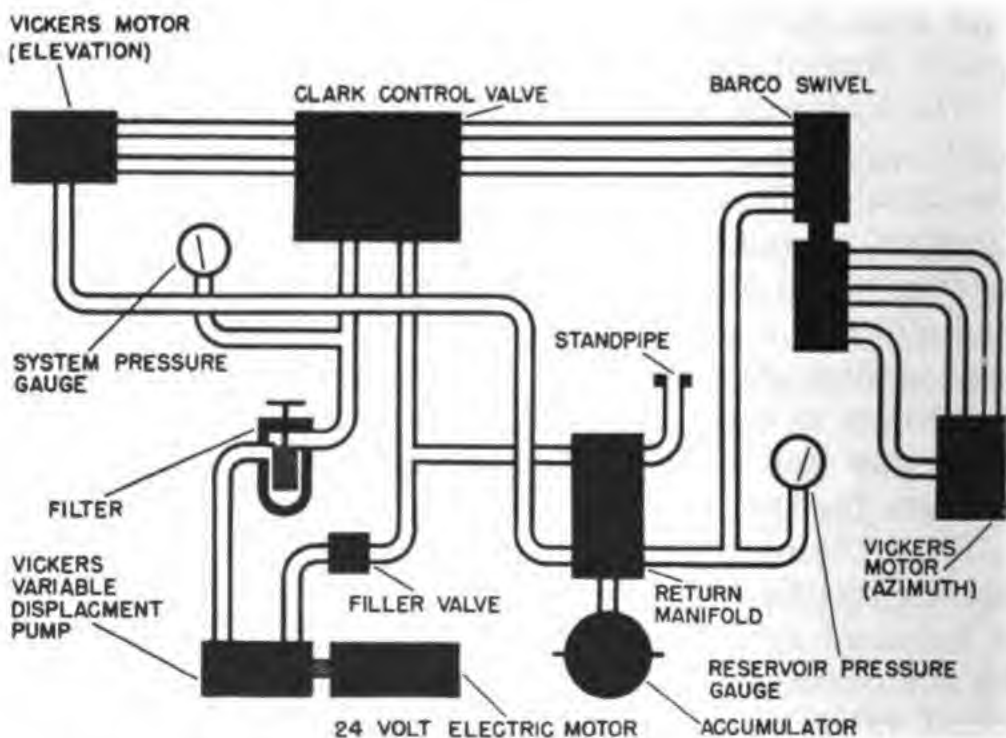 VICKERS MOTOR
(ELEVATION)
CLARK CONTROL VALVE
BARCO SWIVEL
SYSTEM PRESSURE
GAUGE
STANDPIPE
FILTER
VICKERS
VARIABLE
DISPLACMENT
PUMP
FILLER VALVE
RETURN
MANIFOLD
VICKERS
MOTOR
(AZIMUTH)
RESERVOIR PRESSURE
GAUGE
24 VOLT ELECTRIC MOTOR
ACCUMULATOR